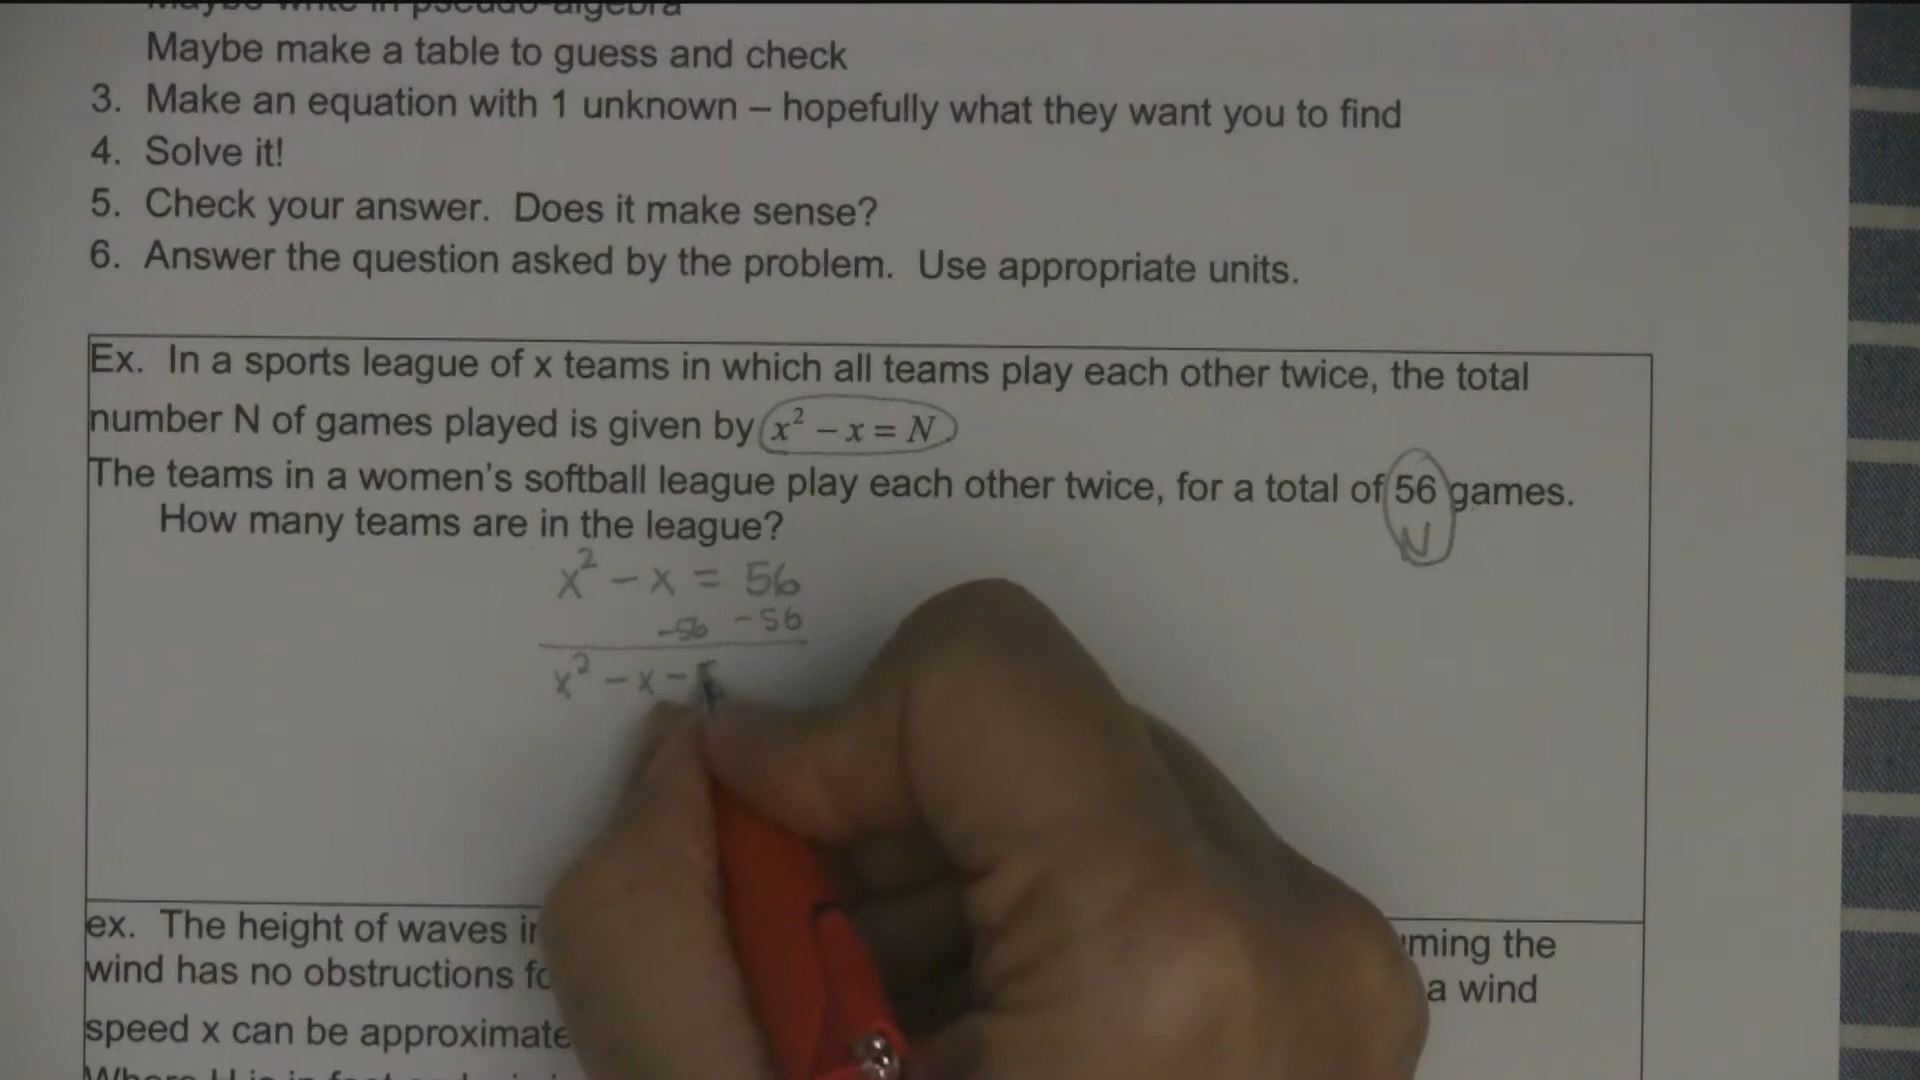 Maybe write in pseudo-algebra
Maybe make a table to guess and check
3. Make an equation with 1 unknown – hopefully what they want you to find
4. Solve it!
5. Check your answer. Does it make sense?
6. Answer the question asked by the problem. Use appropriate units.
Ex. In a sports league of x teams in which all teams play each other twice, the total
number N of games played is given by x² – x = N
The teams in a women's softball league play each other twice, for a total of 56 games.
N
How many teams are in the league?
x² – x = 56
-56 -56
x² – x –
ex. The height of waves
wind has no obstructions
the
a wind
speed x can be